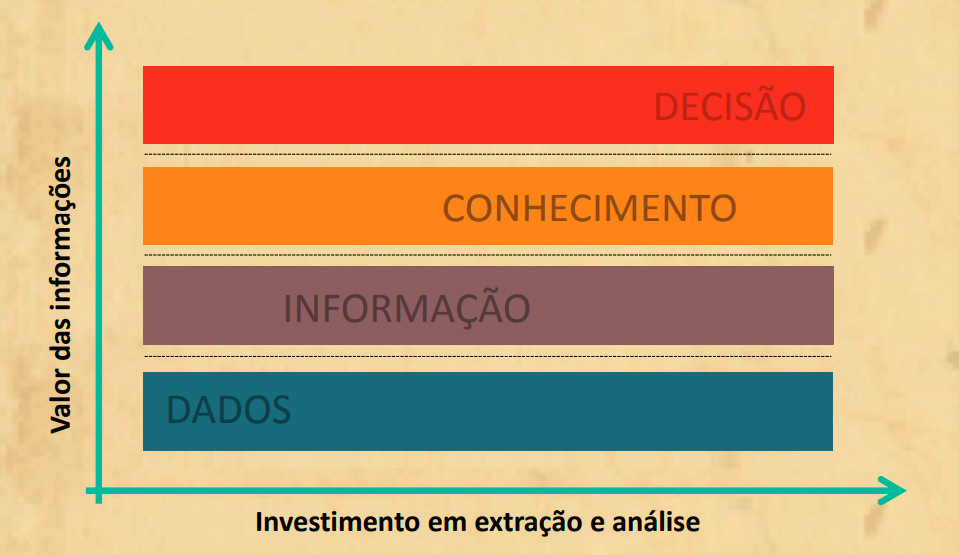 DECISÃO
CONHECIMENTO
INFORMAÇÃO
DADOS
Valor das informações
Investimento em extração e análise